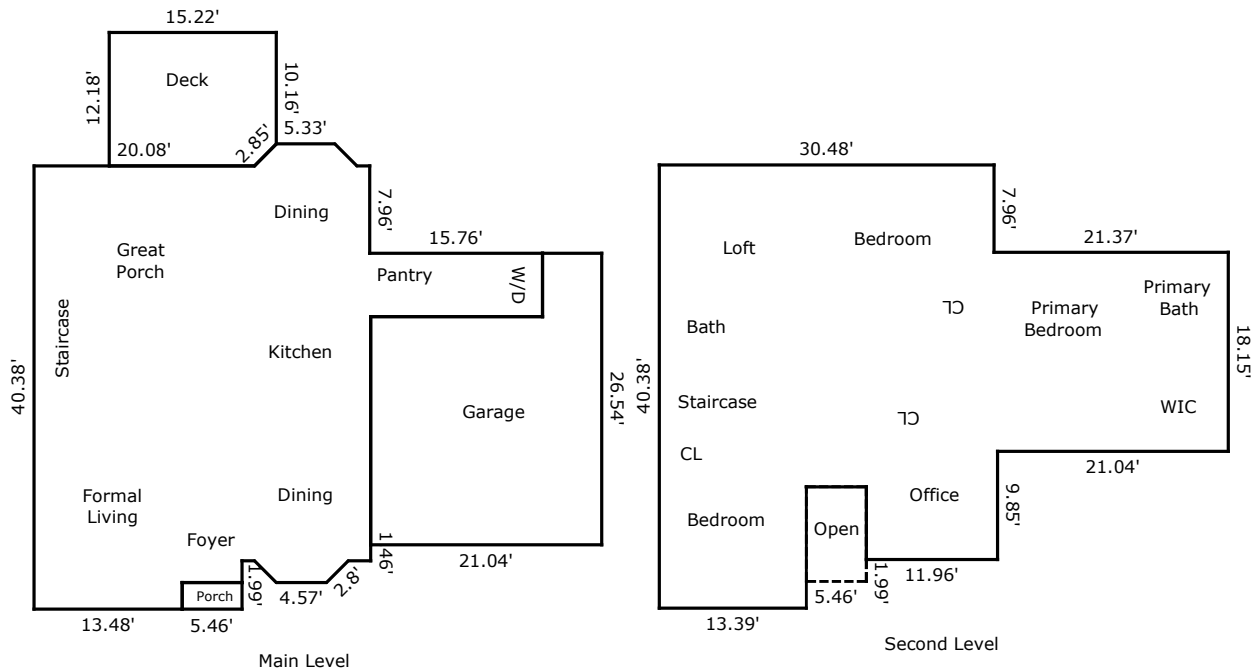 15.22'
12.18'
Deck
10.16'
5.33'
2.85'
20.08'
Dining
7.96'
15.76'
Great
Porch
Pantry
W/D
Staircase
Kitchen
40.38'
Garage
26.54'
Formal
Living
Dining
Foyer
1.46'
21.04'
Porch
1.99'
4.57'
2.8'
13.48'
5.46'
Main Level
30.48'
7.96'
21.37'
Loft
Bedroom
Primary
Bath
CL
Primary
Bedroom
Bath
18.15'
40.38'
Staircase
WIC
CL
CL
21.04'
Office
9.85'
Bedroom
Open
11.96'
1.99'
5.46'
13.39'
Second Level